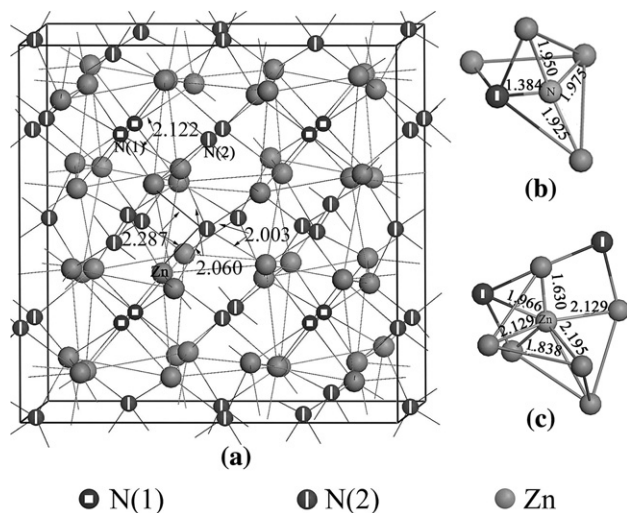 2.122
N(1)
N(2)
2.287
2.003
Zn
2.060
(a)
1.950
N
1.384
1.975
1.925
(b)
1.630
1.966
Zn
2.129
2.129
2.195
1.838
(c)
N(1)
N(2)
Zn